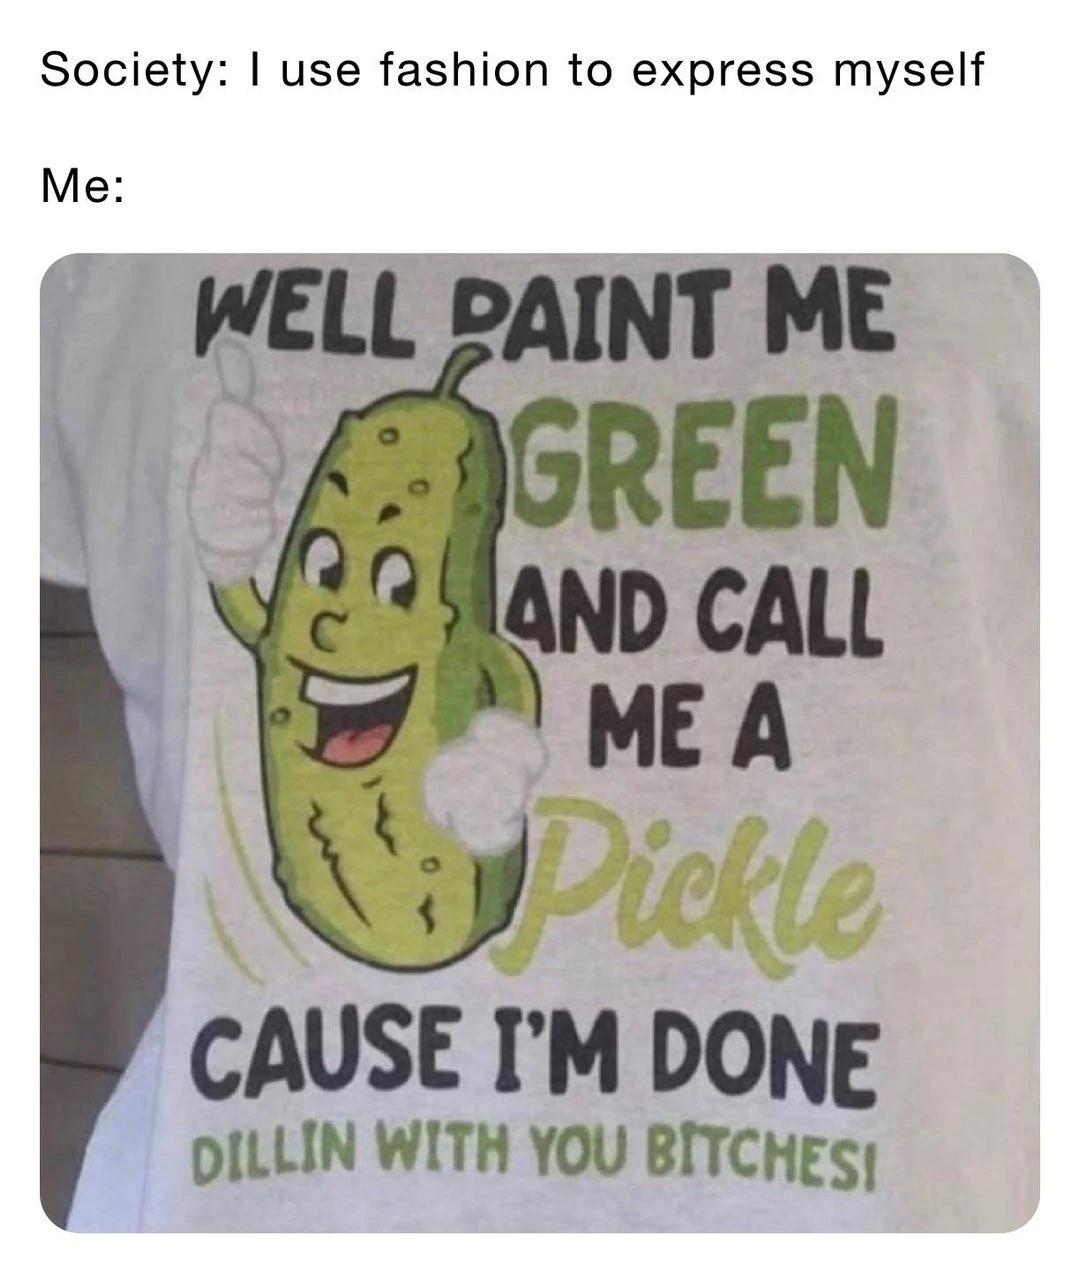 Society: I use fashion to express myself
Me:
WELL PAINT ME
GREEN
AND CALL
ME A
Pickle
CAUSE I'M DONE
DILLIN WITH YOU BITCHES!